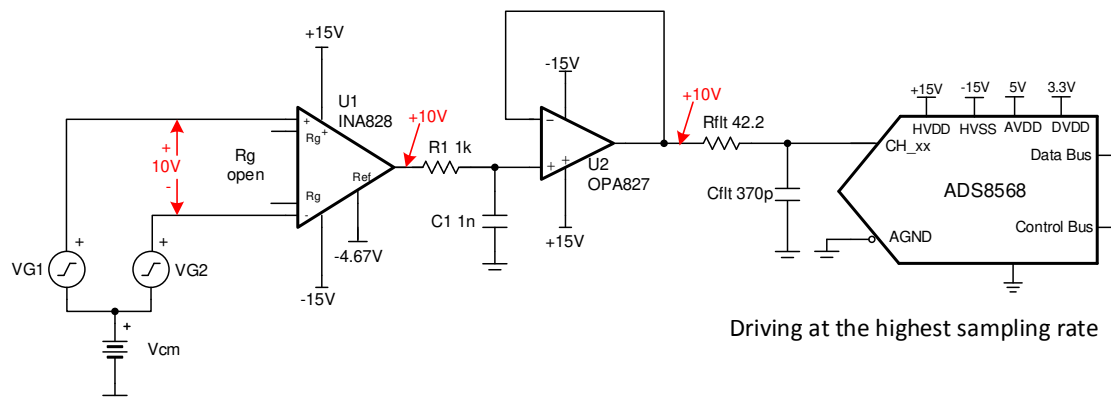 +15V
U1
INA828
+
Rg
+
Rg
open
Rg
-
Ref
+
10V
-
+10V
R1 1k
C1 1n
-4.67V
-15V
VG1
+
VG2
+
Vcm
+
-15V
-
+
+
U2
OPA827
+15V
+10V
Rflt 42.2
Cflt 370p
+15V
-15V
5V
3.3V
HVDD
HVSS
AVDD
DVDD
CH_xx
Data Bus
ADS8568
Control Bus
AGND
Driving at the highest sampling rate